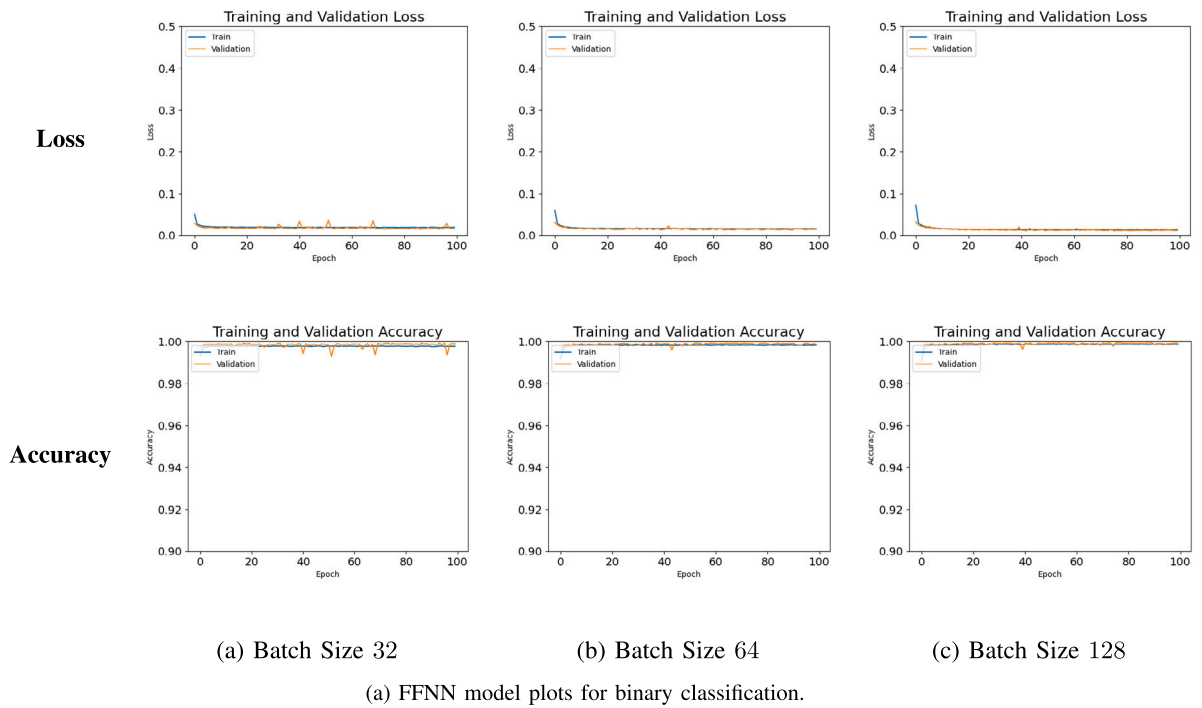 Training and Validation Loss
Train
Validation
0.5
0.4
0.3
0.2
0.1
0.0
Loss
0 20 40 60 80 100
Epoch
Training and Validation Loss
Train
Validation
0.5
0.4
0.3
0.2
0.1
0.0
Loss
0 20 40 60 80 100
Epoch
Training and Validation Loss
Train
Validation
0.5
0.4
0.3
0.2
0.1
0.0
Loss
0 20 40 60 80 100
Epoch
Loss
Training and Validation Accuracy
Train
Validation
1.00
0.98
0.96
0.94
0.92
0.90
Accuracy
0 20 40 60 80 100
Epoch
Training and Validation Accuracy
Train
Validation
1.00
0.98
0.96
0.94
0.92
0.90
Accuracy
0 20 40 60 80 100
Epoch
Training and Validation Accuracy
Train
Validation
1.00
0.98
0.96
0.94
0.92
0.90
Accuracy
0 20 40 60 80 100
Epoch
Accuracy
(a) Batch Size 32
(b) Batch Size 64
(c) Batch Size 128
(a) FFNN model plots for binary classification.